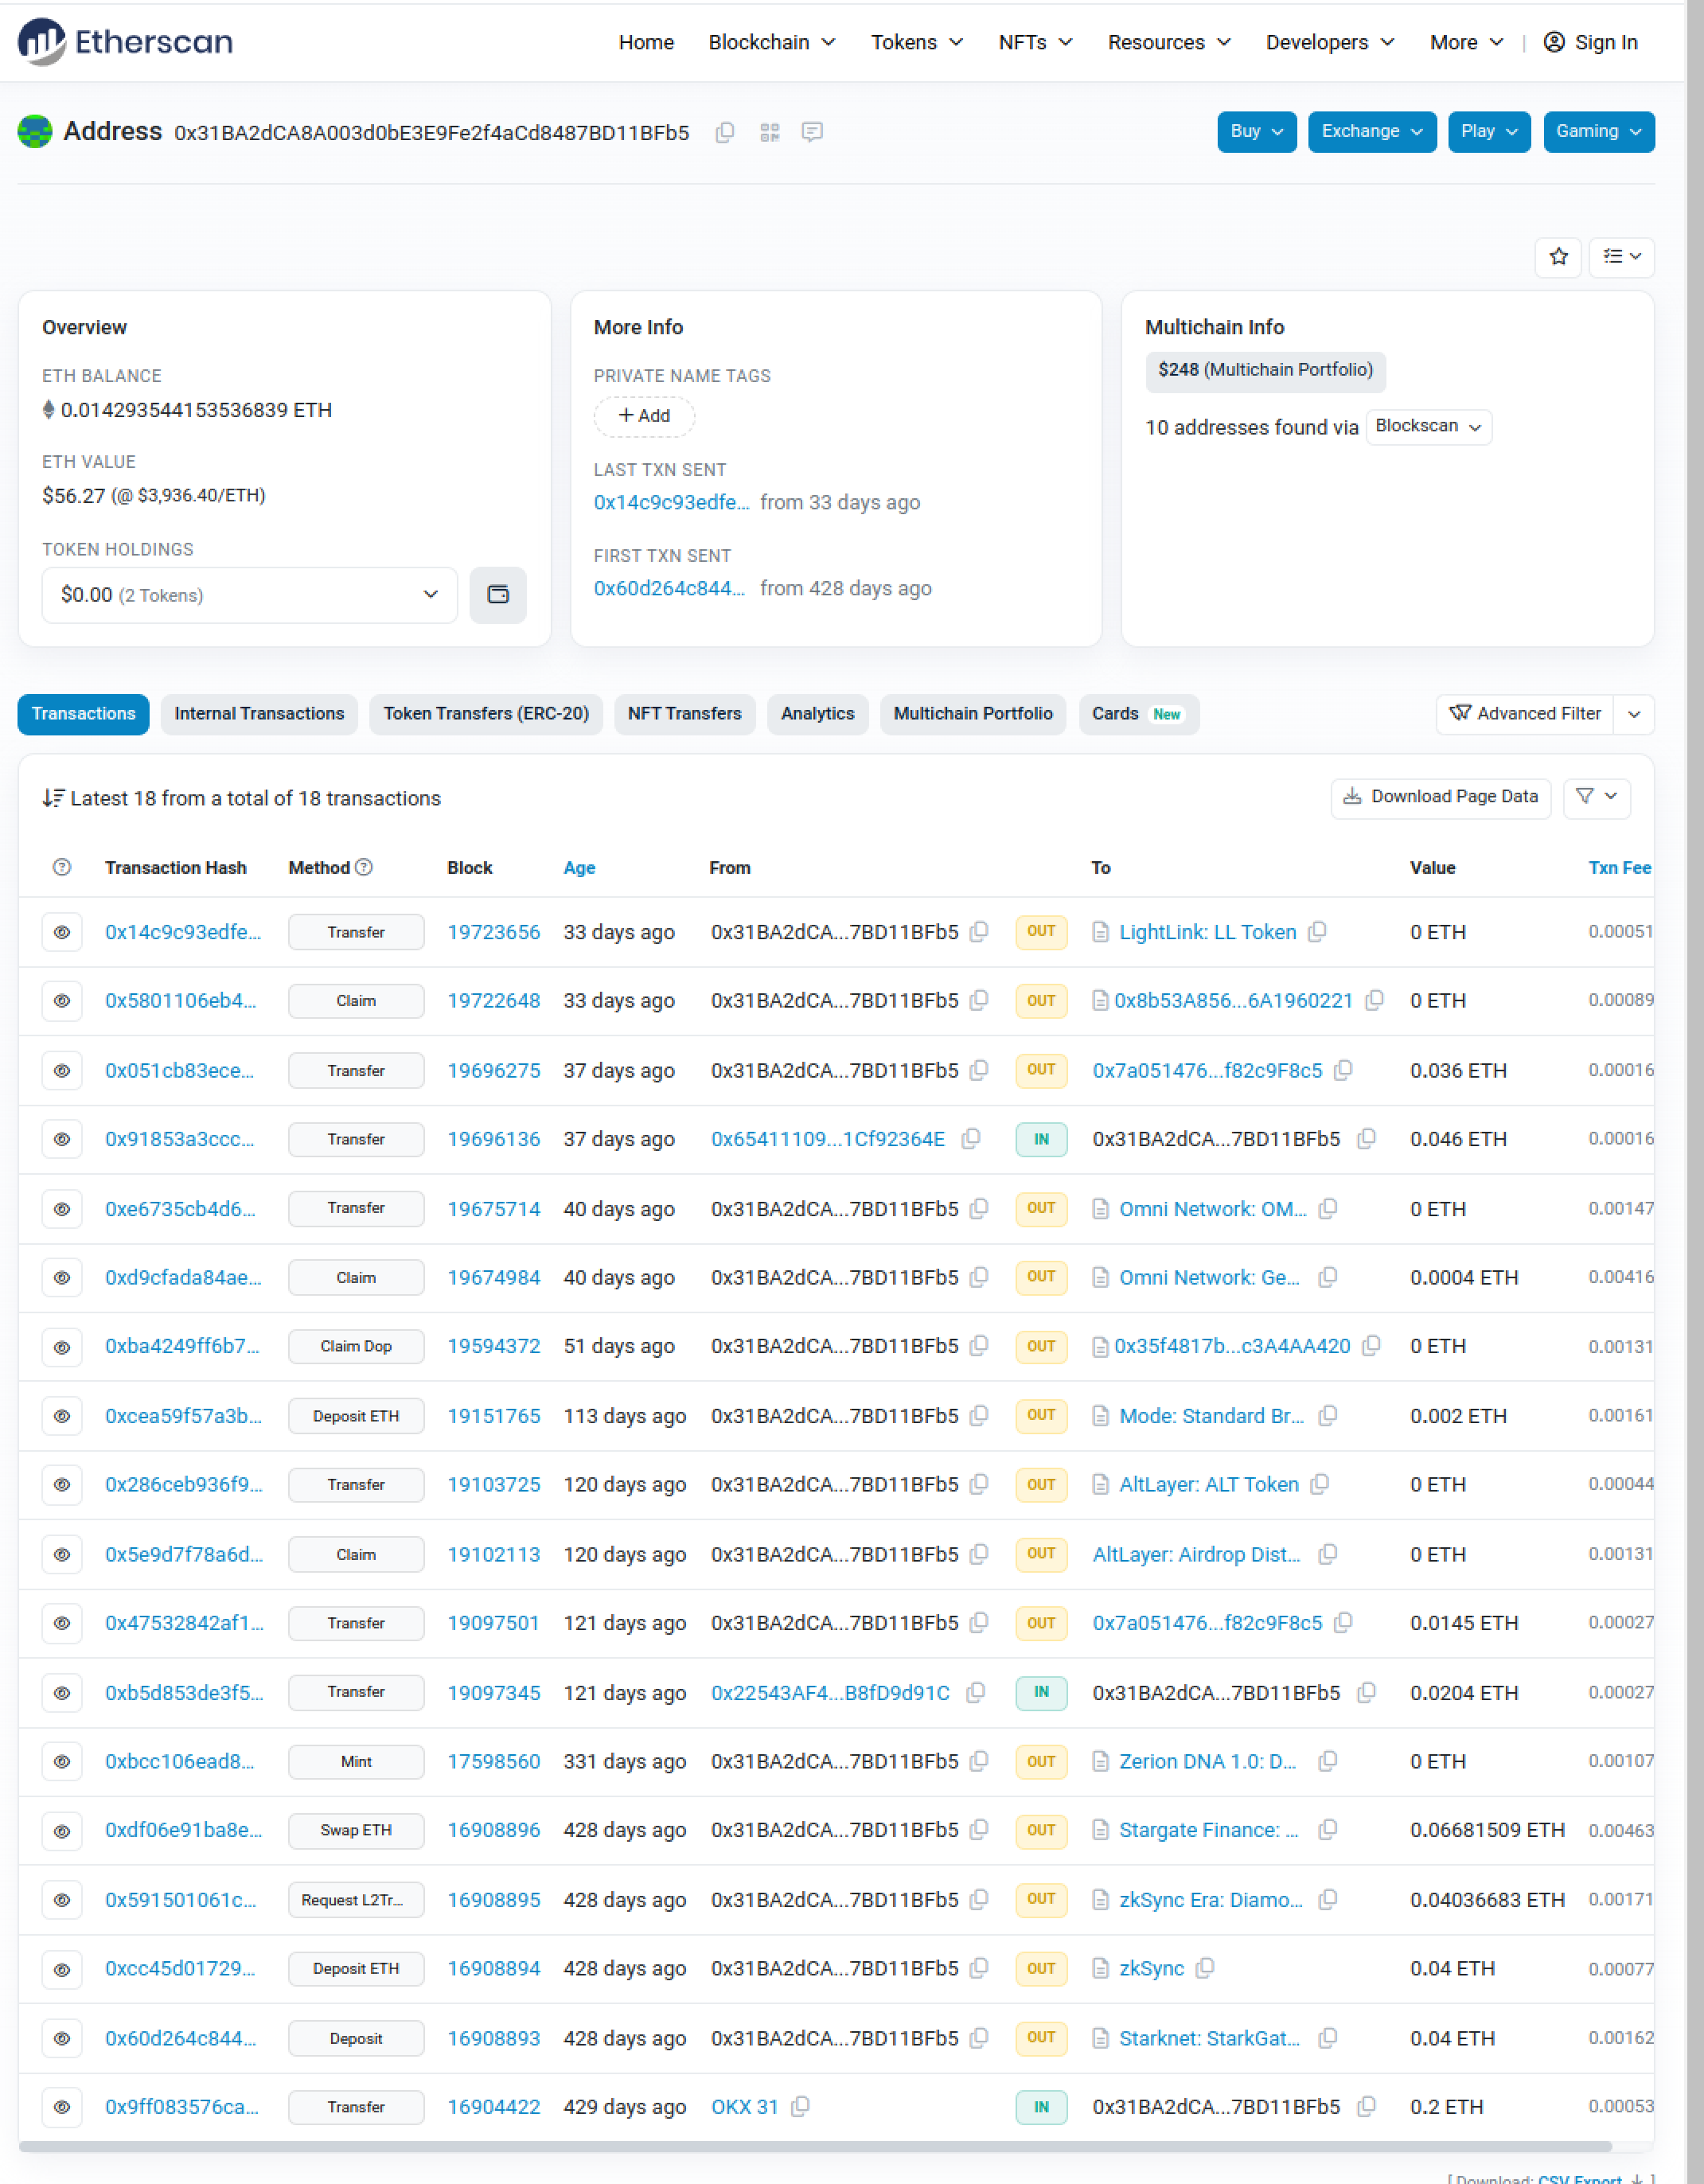 Etherscan
Home Blockchain Tokens NFTs Resources Developers More | Sign In
Address 0x31BA2dCA8A003d0bE3E9Fe2f4aCd8487BD11BFb5
Buy Exchange Play Gaming
Overview
ETH BALANCE
0.014293544153536839 ETH
ETH VALUE
$56.27 (@ $3,936.40/ETH)
TOKEN HOLDINGS
$0.00 (2 Tokens)
More Info
PRIVATE NAME TAGS
+ Add
LAST TXN SENT
0x14c9c93edfe... from 33 days ago
FIRST TXN SENT
0x60d264c844... from 428 days ago
Multichain Info
$248 (Multichain Portfolio)
10 addresses found via Blockscan
Transactions Internal Transactions Token Transfers (ERC-20) NFT Transfers Analytics Multichain Portfolio Cards New Advanced Filter
Latest 18 from a total of 18 transactions Download Page Data
Transaction Hash Method Block Age From To Value Txn Fee
0x14c9c93edfe... Transfer 19723656 33 days ago 0x31BA2dCA...7BD11BFb5 OUT LightLink: LL Token 0 ETH 0.00051
0x5801106eb4... Claim 19722648 33 days ago 0x31BA2dCA...7BD11BFb5 OUT 0x8b53A856...6A1960221 0 ETH 0.00089
0x051cb83ece... Transfer 19696275 37 days ago 0x31BA2dCA...7BD11BFb5 OUT 0x7a051476...f82c9F8c5 0.036 ETH 0.00016
0x91853a3ccc... Transfer 19696136 37 days ago 0x65411109...1Cf92364E IN 0x31BA2dCA...7BD11BFb5 0.046 ETH 0.00016
0xe6735cb4d6... Transfer 19675714 40 days ago 0x31BA2dCA...7BD11BFb5 OUT Omni Network: OM... 0 ETH 0.00147
0xd9cfada84ae... Claim 19674984 40 days ago 0x31BA2dCA...7BD11BFb5 OUT Omni Network: Ge... 0.0004 ETH 0.00416
0xba4249ff6b7... Claim Dop 19594372 51 days ago 0x31BA2dCA...7BD11BFb5 OUT 0x35f4817b...c3A4AA420 0 ETH 0.00131
0xcea59f57a3b... Deposit ETH 19151765 113 days ago 0x31BA2dCA...7BD11BFb5 OUT Mode: Standard Br... 0.002 ETH 0.00161
0x286ceb936f9... Transfer 19103725 120 days ago 0x31BA2dCA...7BD11BFb5 OUT AltLayer: ALT Token 0 ETH 0.00044
0x5e9d7f78a6d... Claim 19102113 120 days ago 0x31BA2dCA...7BD11BFb5 OUT AltLayer: Airdrop Dist... 0 ETH 0.00131
0x47532842af1... Transfer 19097501 121 days ago 0x31BA2dCA...7BD11BFb5 OUT 0x7a051476...f82c9F8c5 0.0145 ETH 0.00027
0xb5d853de3f5... Transfer 19097345 121 days ago 0x22543AF4...B8fD9d91C IN 0x31BA2dCA...7BD11BFb5 0.0204 ETH 0.00027
0xbcc106ead8... Mint 17598560 331 days ago 0x31BA2dCA...7BD11BFb5 OUT Zerion DNA 1.0: D... 0 ETH 0.00107
0xdf06e91ba8e... Swap ETH 16908896 428 days ago 0x31BA2dCA...7BD11BFb5 OUT Stargate Finance: ... 0.06681509 ETH 0.00463
0x591501061c... Request L2Tr... 16908895 428 days ago 0x31BA2dCA...7BD11BFb5 OUT zkSync Era: Diamo... 0.04036683 ETH 0.00171
0xcc45d01729... Deposit ETH 16908894 428 days ago 0x31BA2dCA...7BD11BFb5 OUT zkSync 0.04 ETH 0.00077
0x60d264c844... Deposit 16908893 428 days ago 0x31BA2dCA...7BD11BFb5 OUT Starknet: StarkGat... 0.04 ETH 0.00162
0x9ff083576ca... Transfer 16904422 429 days ago OKX 31 IN 0x31BA2dCA...7BD11BFb5 0.2 ETH 0.00053
[ Download: CSV Export ]